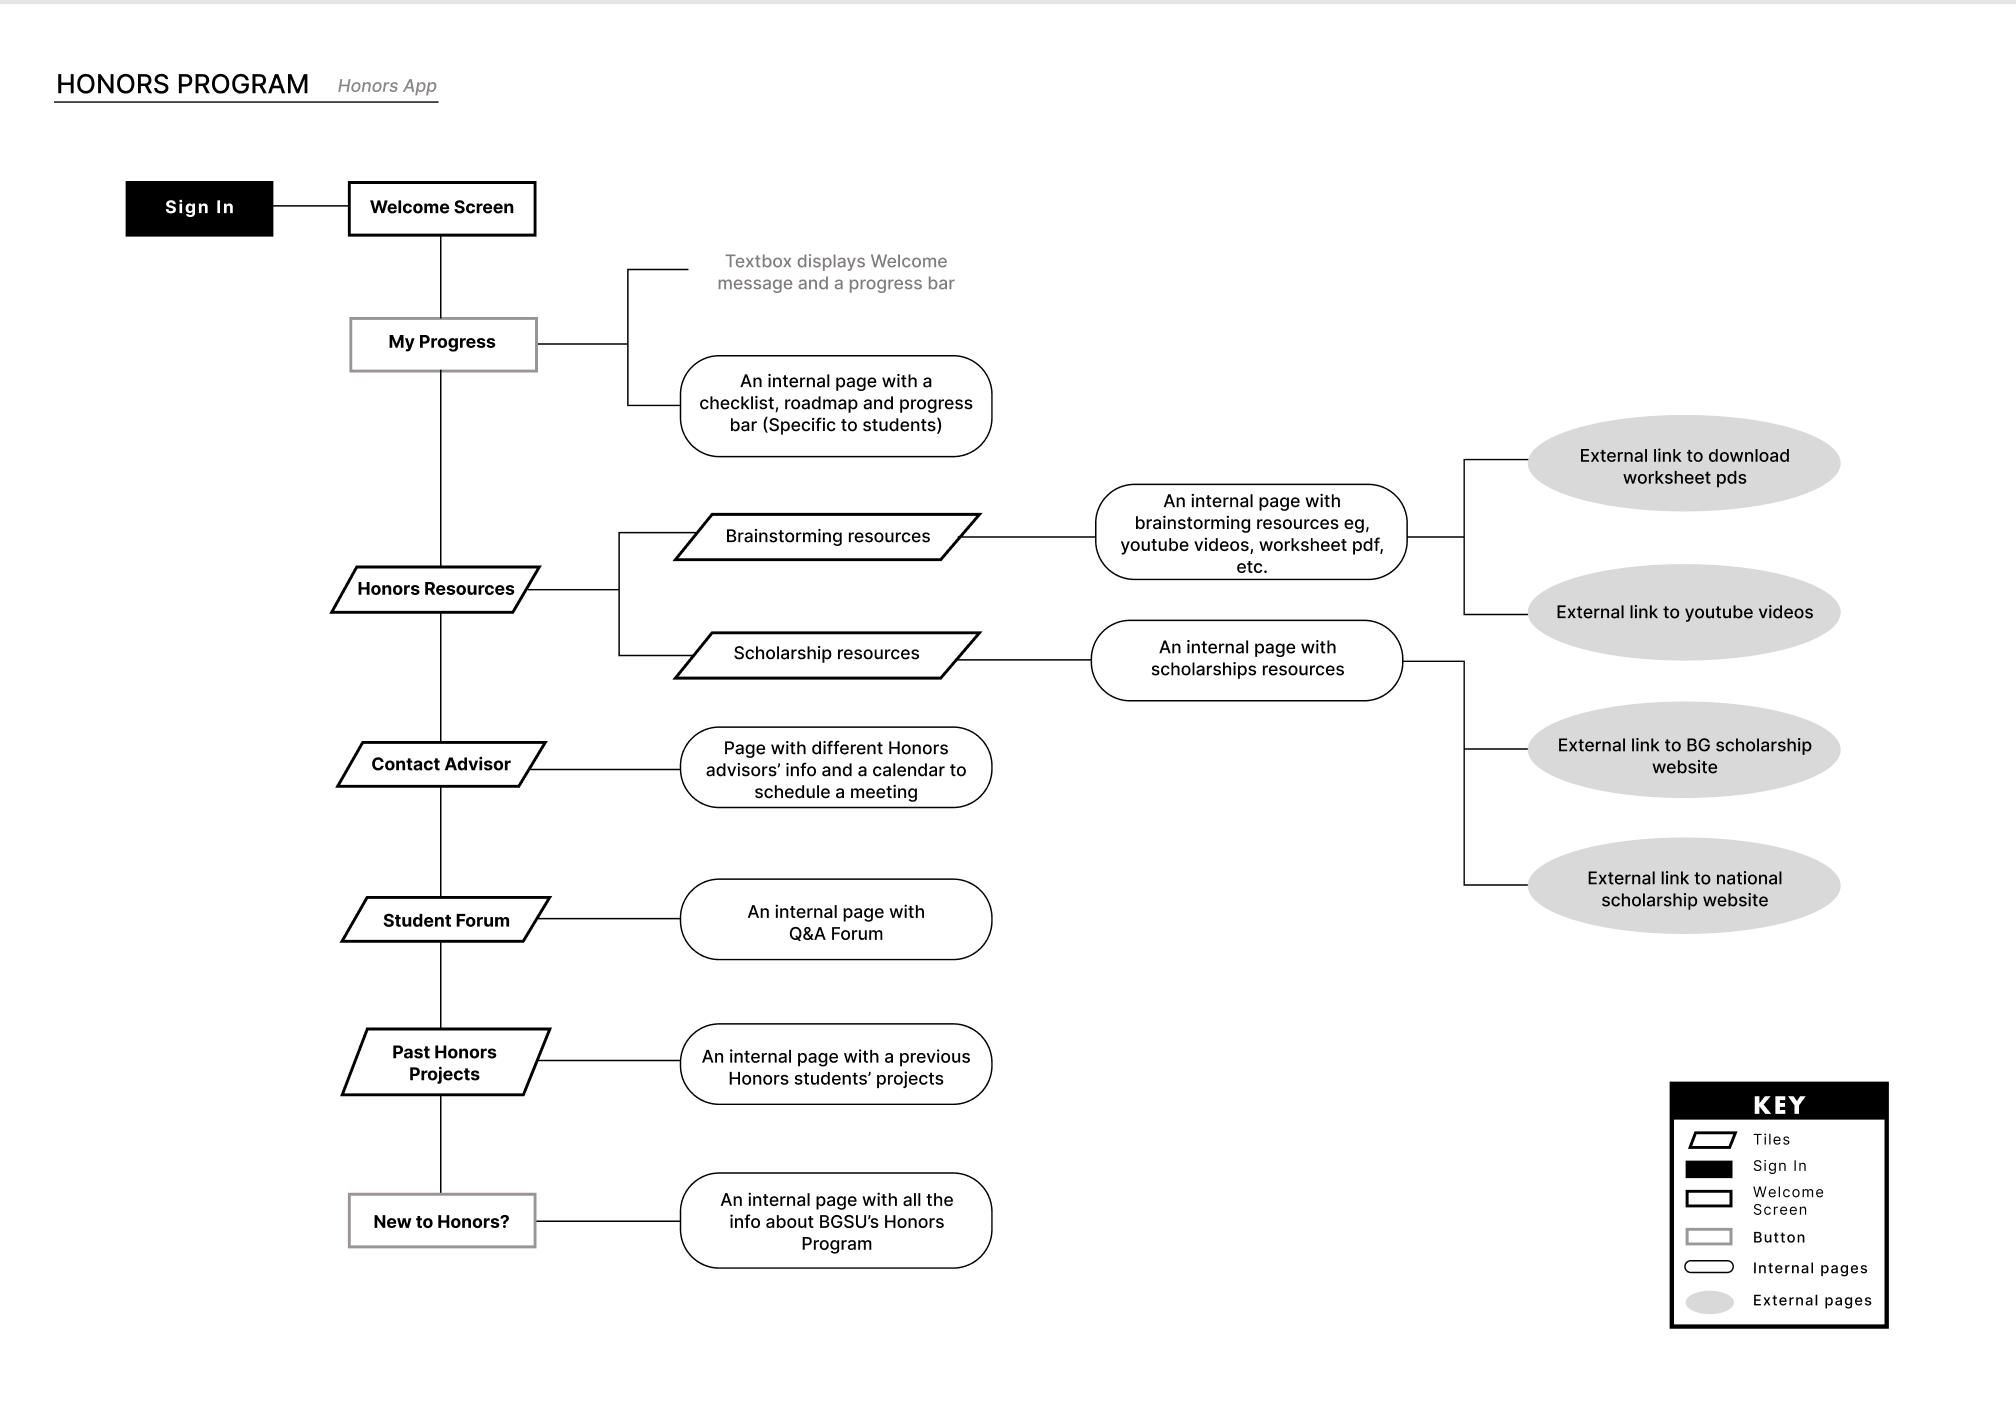 HONORS PROGRAM Honors App
Sign In
Welcome Screen
Textbox displays Welcome
message and a progress bar
My Progress
An internal page with a
checklist, roadmap and progress
bar (Specific to students)
Honors Resources
Brainstorming resources
An internal page with
brainstorming resources eg,
youtube videos, worksheet pdf,
etc.
External link to download
worksheet pds
External link to youtube videos
Scholarship resources
An internal page with
scholarships resources
External link to BG scholarship
website
External link to national
scholarship website
Contact Advisor
Page with different Honors
advisors’ info and a calendar to
schedule a meeting
Student Forum
An internal page with
Q&A Forum
Past Honors
Projects
An internal page with a previous
Honors students’ projects
New to Honors?
An internal page with all the
info about BGSU’s Honors
Program
KEY
Tiles
Sign In
Welcome
Screen
Button
Internal pages
External pages